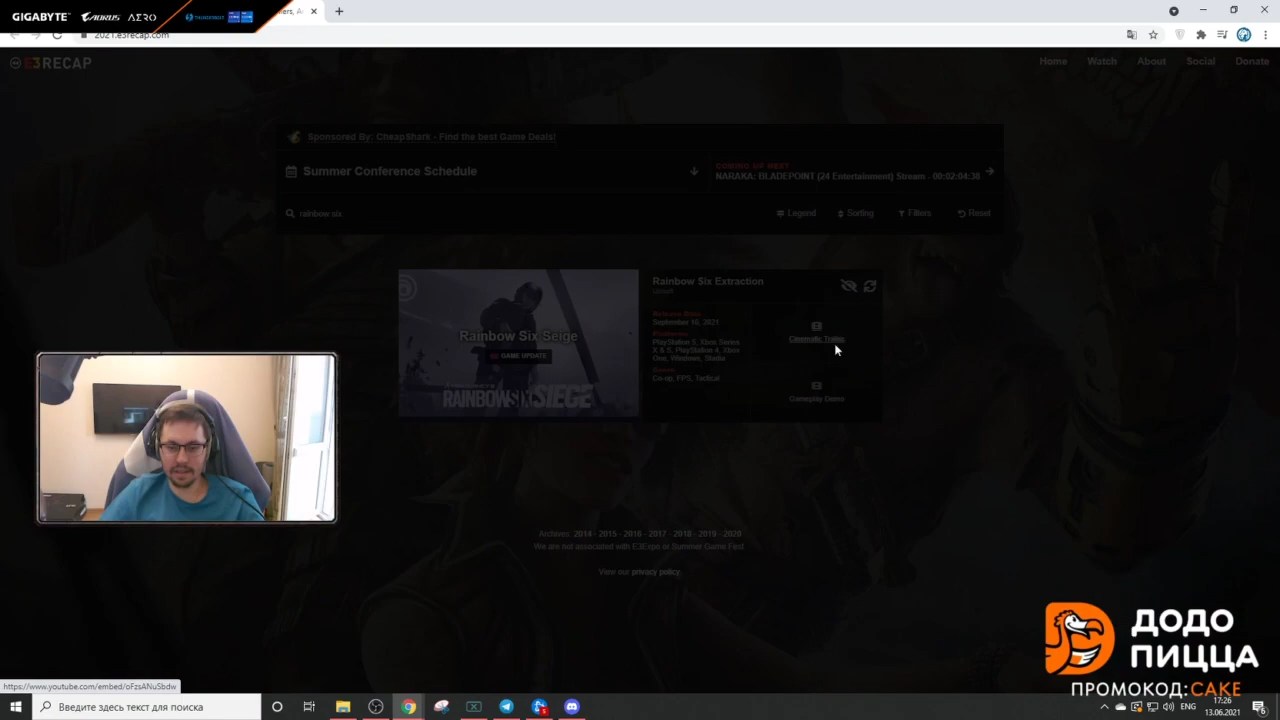 GIGABYTE AORUS AERO THUNDERBOLT
2021.e3recap.com
E3RECAP
Home Watch About Social Donate
Sponsored By: CheapShark - Find the best Game Deals!
Summer Conference Schedule
COMING UP NEXT
NARAKA: BLADEPOINT (24 Entertainment) Stream - 00:02:04:38
rainbow six
Legend Sorting Filters Reset
Rainbow Six Seige
GAME UPDATE
RAINBOW SIX SIEGE
Rainbow Six Extraction
Ubisoft
Release Date
September 16, 2021
Platforms
PlayStation 5, Xbox Series
X & S, PlayStation 4, Xbox
One, Windows, Stadia
Genre
Co-op, FPS, Tactical
Cinematic Trailer
Gameplay Demo
Archives: 2014 - 2015 - 2016 - 2017 - 2018 - 2019 - 2020
We are not associated with E3Expo or Summer Game Fest
View our privacy policy.
ДОДО
ПИЦЦА
ПРОМОКОД:CAKE
https://www.youtube.com/embed/oFzsANuSbdw
Введите здесь текст для поиска
ENG
17:26
13.06.2021